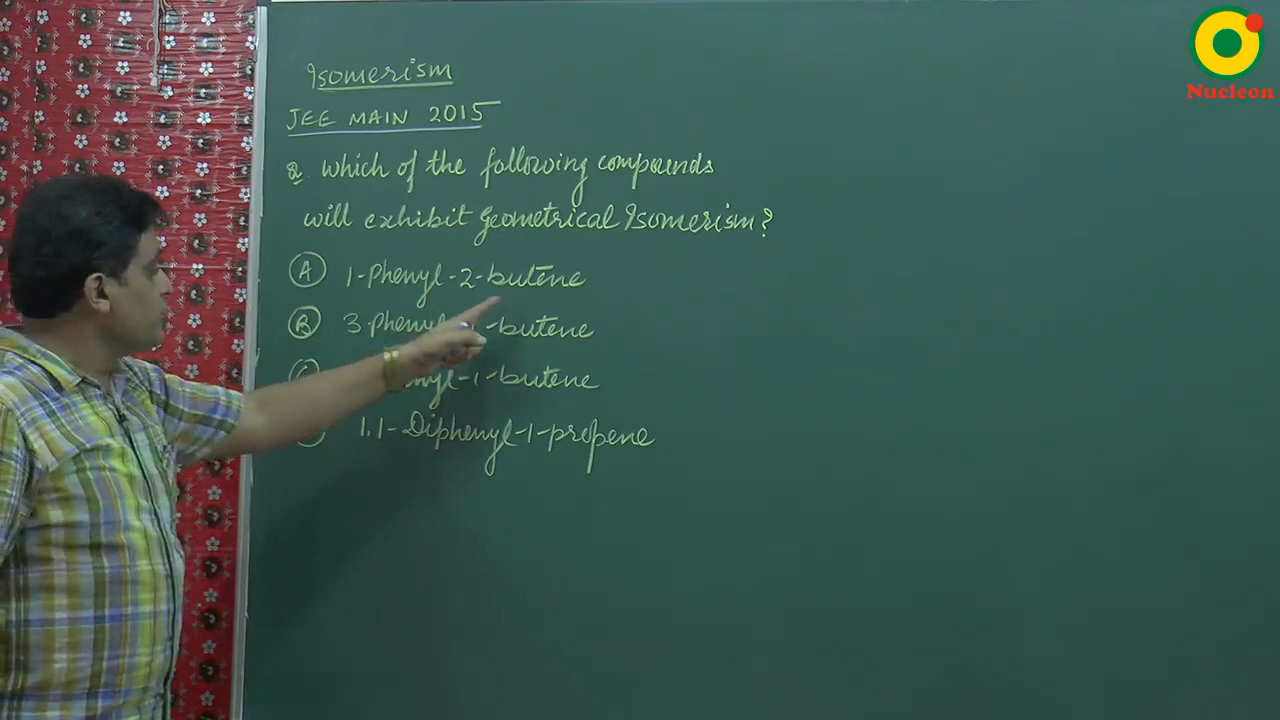 Nucleon
Isomerism
JEE MAIN 2015
Q Which of the following compounds
will exhibit Geometrical Isomerism?
(A) 1-Phenyl-2-butene
(B) 3-Phenyl -butene
-1-butene
1,1-Diphenyl-1-propene